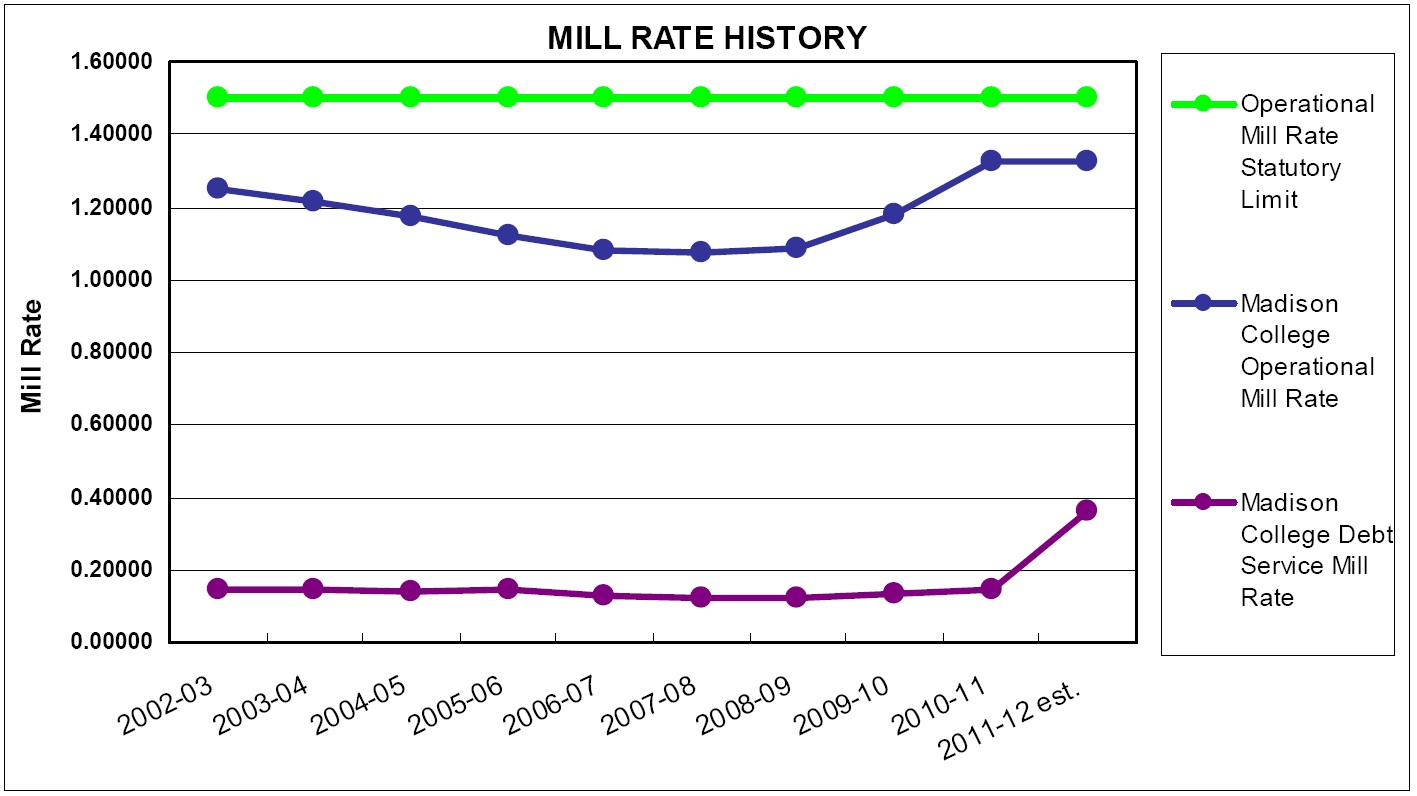 MILL RATE HISTORY
1.60000
1.40000
1.20000
1.00000
0.80000
0.60000
0.40000
0.20000
0.00000
Mill Rate
2002-03
2003-04
2004-05
2005-06
2006-07
2007-08
2008-09
2009-10
2010-11
2011-12 est.
Operational
Mill Rate
Statutory
Limit
Madison
College
Operational
Mill Rate
Madison
College Debt
Service Mill
Rate